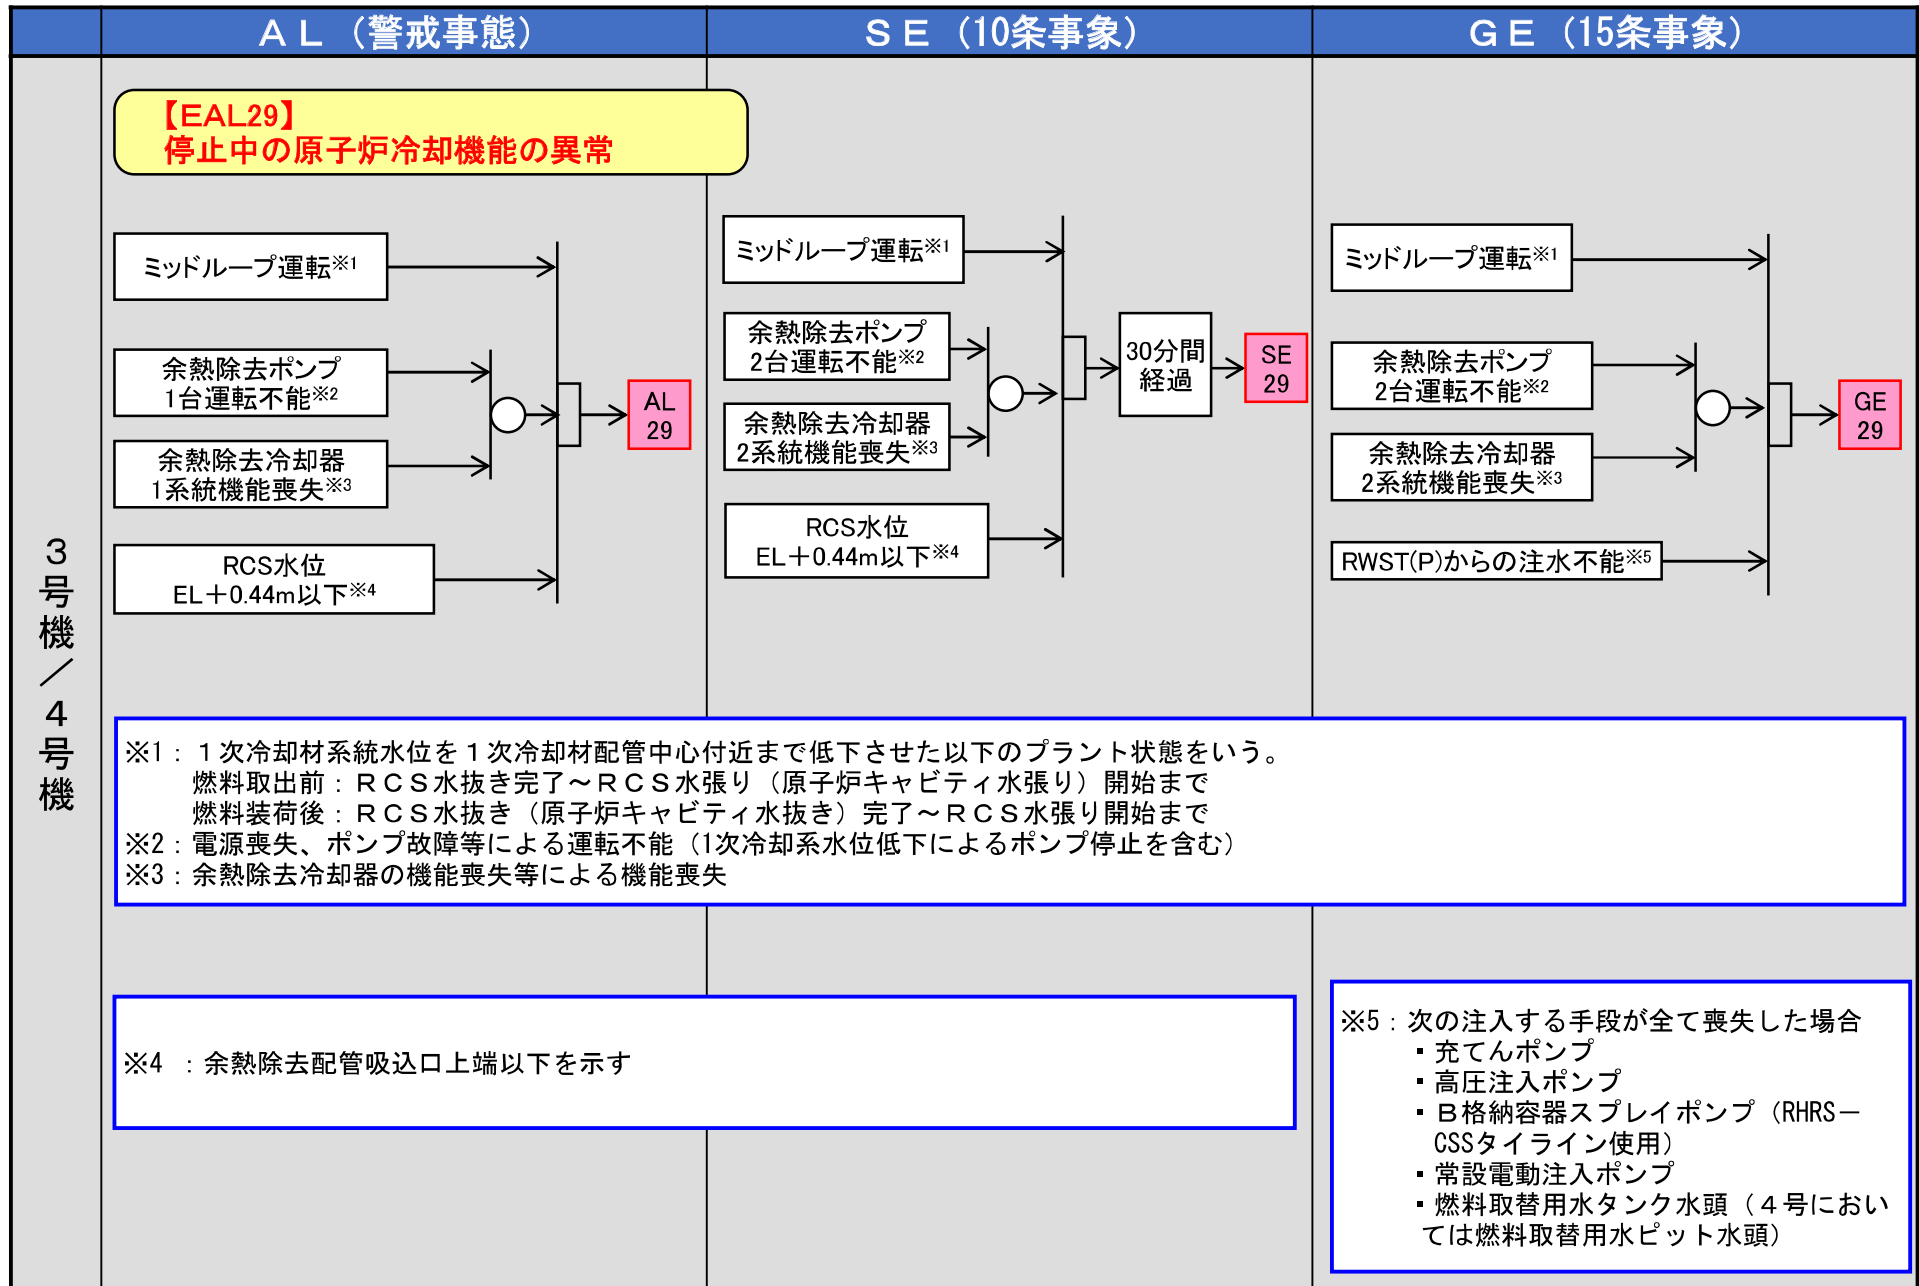 ＡＬ（警戒事態）
ＳＥ（10条事象）
ＧＥ（15条事象）
３号機／４号機
【EAL29】
停止中の原子炉冷却機能の異常
ミッドループ運転※1
余熱除去ポンプ
1台運転不能※2
余熱除去冷却器
1系統機能喪失※3
RCS水位
EL＋0.44m以下※4
AL
29
ミッドループ運転※1
余熱除去ポンプ
2台運転不能※2
余熱除去冷却器
2系統機能喪失※3
RCS水位
EL＋0.44m以下※4
30分間
経過
SE
29
ミッドループ運転※1
余熱除去ポンプ
2台運転不能※2
余熱除去冷却器
2系統機能喪失※3
RWST(P)からの注水不能※5
GE
29
※1：１次冷却材系統水位を１次冷却材配管中心付近まで低下させた以下のプラント状態をいう。
燃料取出前：ＲＣＳ水抜き完了～ＲＣＳ水張り（原子炉キャビティ水張り）開始まで
燃料装荷後：ＲＣＳ水抜き（原子炉キャビティ水抜き）完了～ＲＣＳ水張り開始まで
※2：電源喪失、ポンプ故障等による運転不能（1次冷却系水位低下によるポンプ停止を含む）
※3：余熱除去冷却器の機能喪失等による機能喪失
※4 ：余熱除去配管吸込口上端以下を示す
※5：次の注入する手段が全て喪失した場合
・充てんポンプ
・高圧注入ポンプ
・Ｂ格納容器スプレイポンプ（RHRS－
CSSタイライン使用）
・常設電動注入ポンプ
・燃料取替用水タンク水頭（４号におい
ては燃料取替用水ピット水頭）